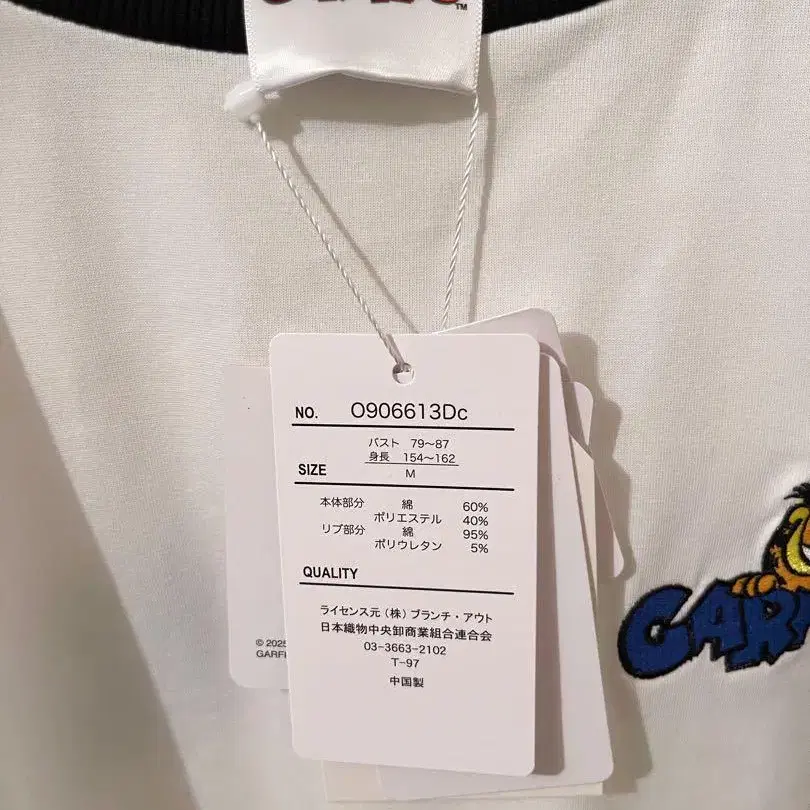 TM
NO. O906613Dc
バスト 79〜87
身長 154〜162
SIZE M
本体部分 綿 60%
ポリエステル 40%
リブ部分 綿 95%
ポリウレタン 5%
QUALITY
ライセンス元（株）ブランチ・アウト
日本織物中央卸商業組合連合会
03-3663-2102
T-97
中国製
© 2025